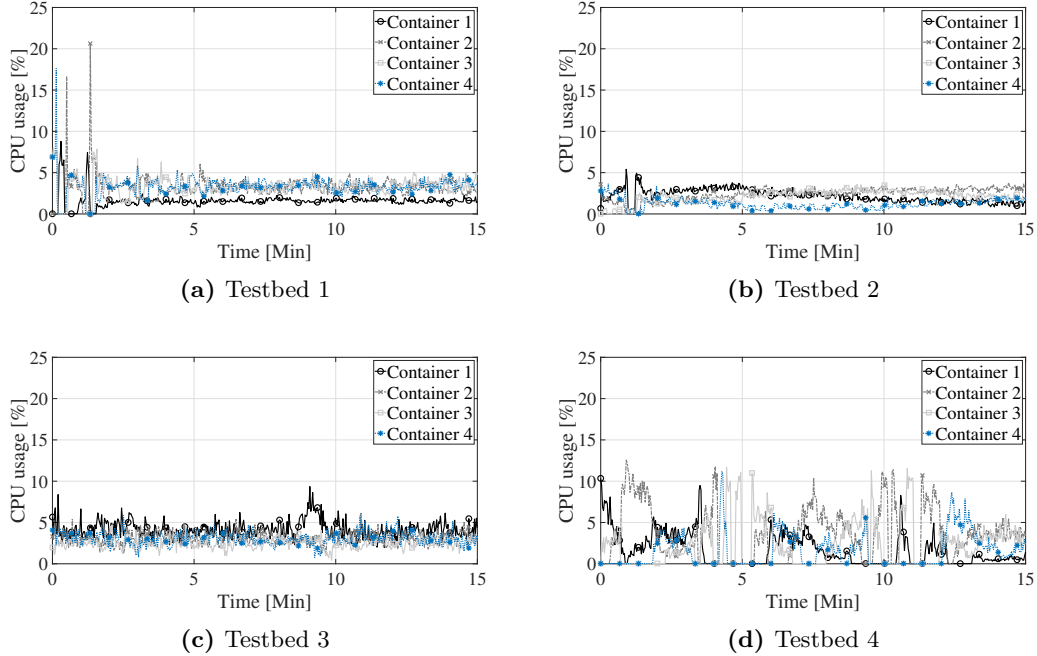 25
20
15
10
5
0
CPU usage [%]
0
5
10
15
Time [Min]
Container 1
Container 2
Container 3
Container 4
(a) Testbed 1
25
20
15
10
5
0
CPU usage [%]
0
5
10
15
Time [Min]
Container 1
Container 2
Container 3
Container 4
(b) Testbed 2
25
20
15
10
5
0
CPU usage [%]
0
5
10
15
Time [Min]
Container 1
Container 2
Container 3
Container 4
(c) Testbed 3
25
20
15
10
5
0
CPU usage [%]
0
5
10
15
Time [Min]
Container 1
Container 2
Container 3
Container 4
(d) Testbed 4